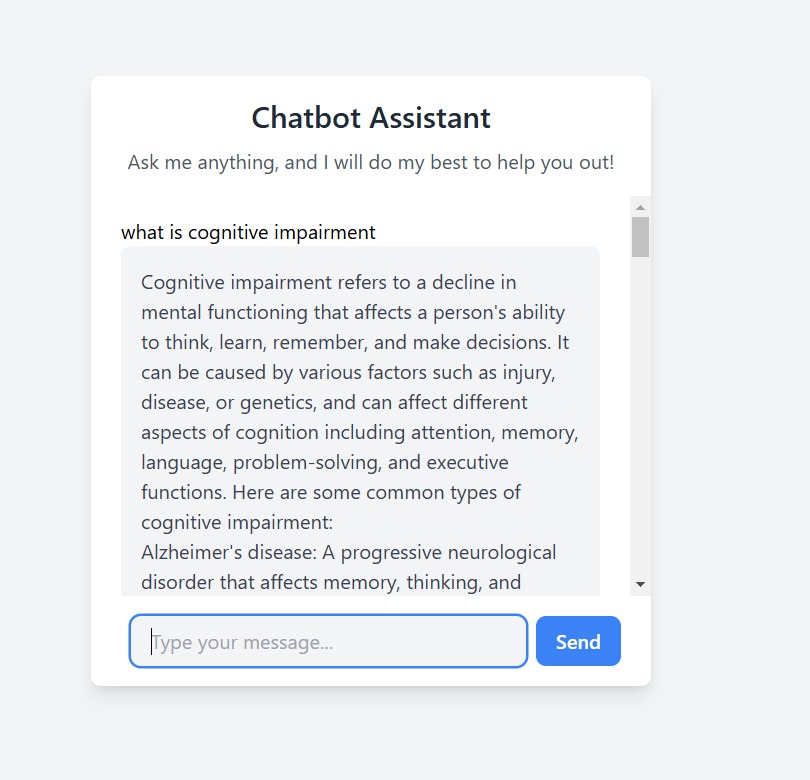 Chatbot Assistant
Ask me anything, and I will do my best to help you out!
what is cognitive impairment
Cognitive impairment refers to a decline in
mental functioning that affects a person's ability
to think, learn, remember, and make decisions. It
can be caused by various factors such as injury,
disease, or genetics, and can affect different
aspects of cognition including attention, memory,
language, problem-solving, and executive
functions. Here are some common types of
cognitive impairment:
Alzheimer's disease: A progressive neurological
disorder that affects memory, thinking, and
Type your message...
Send